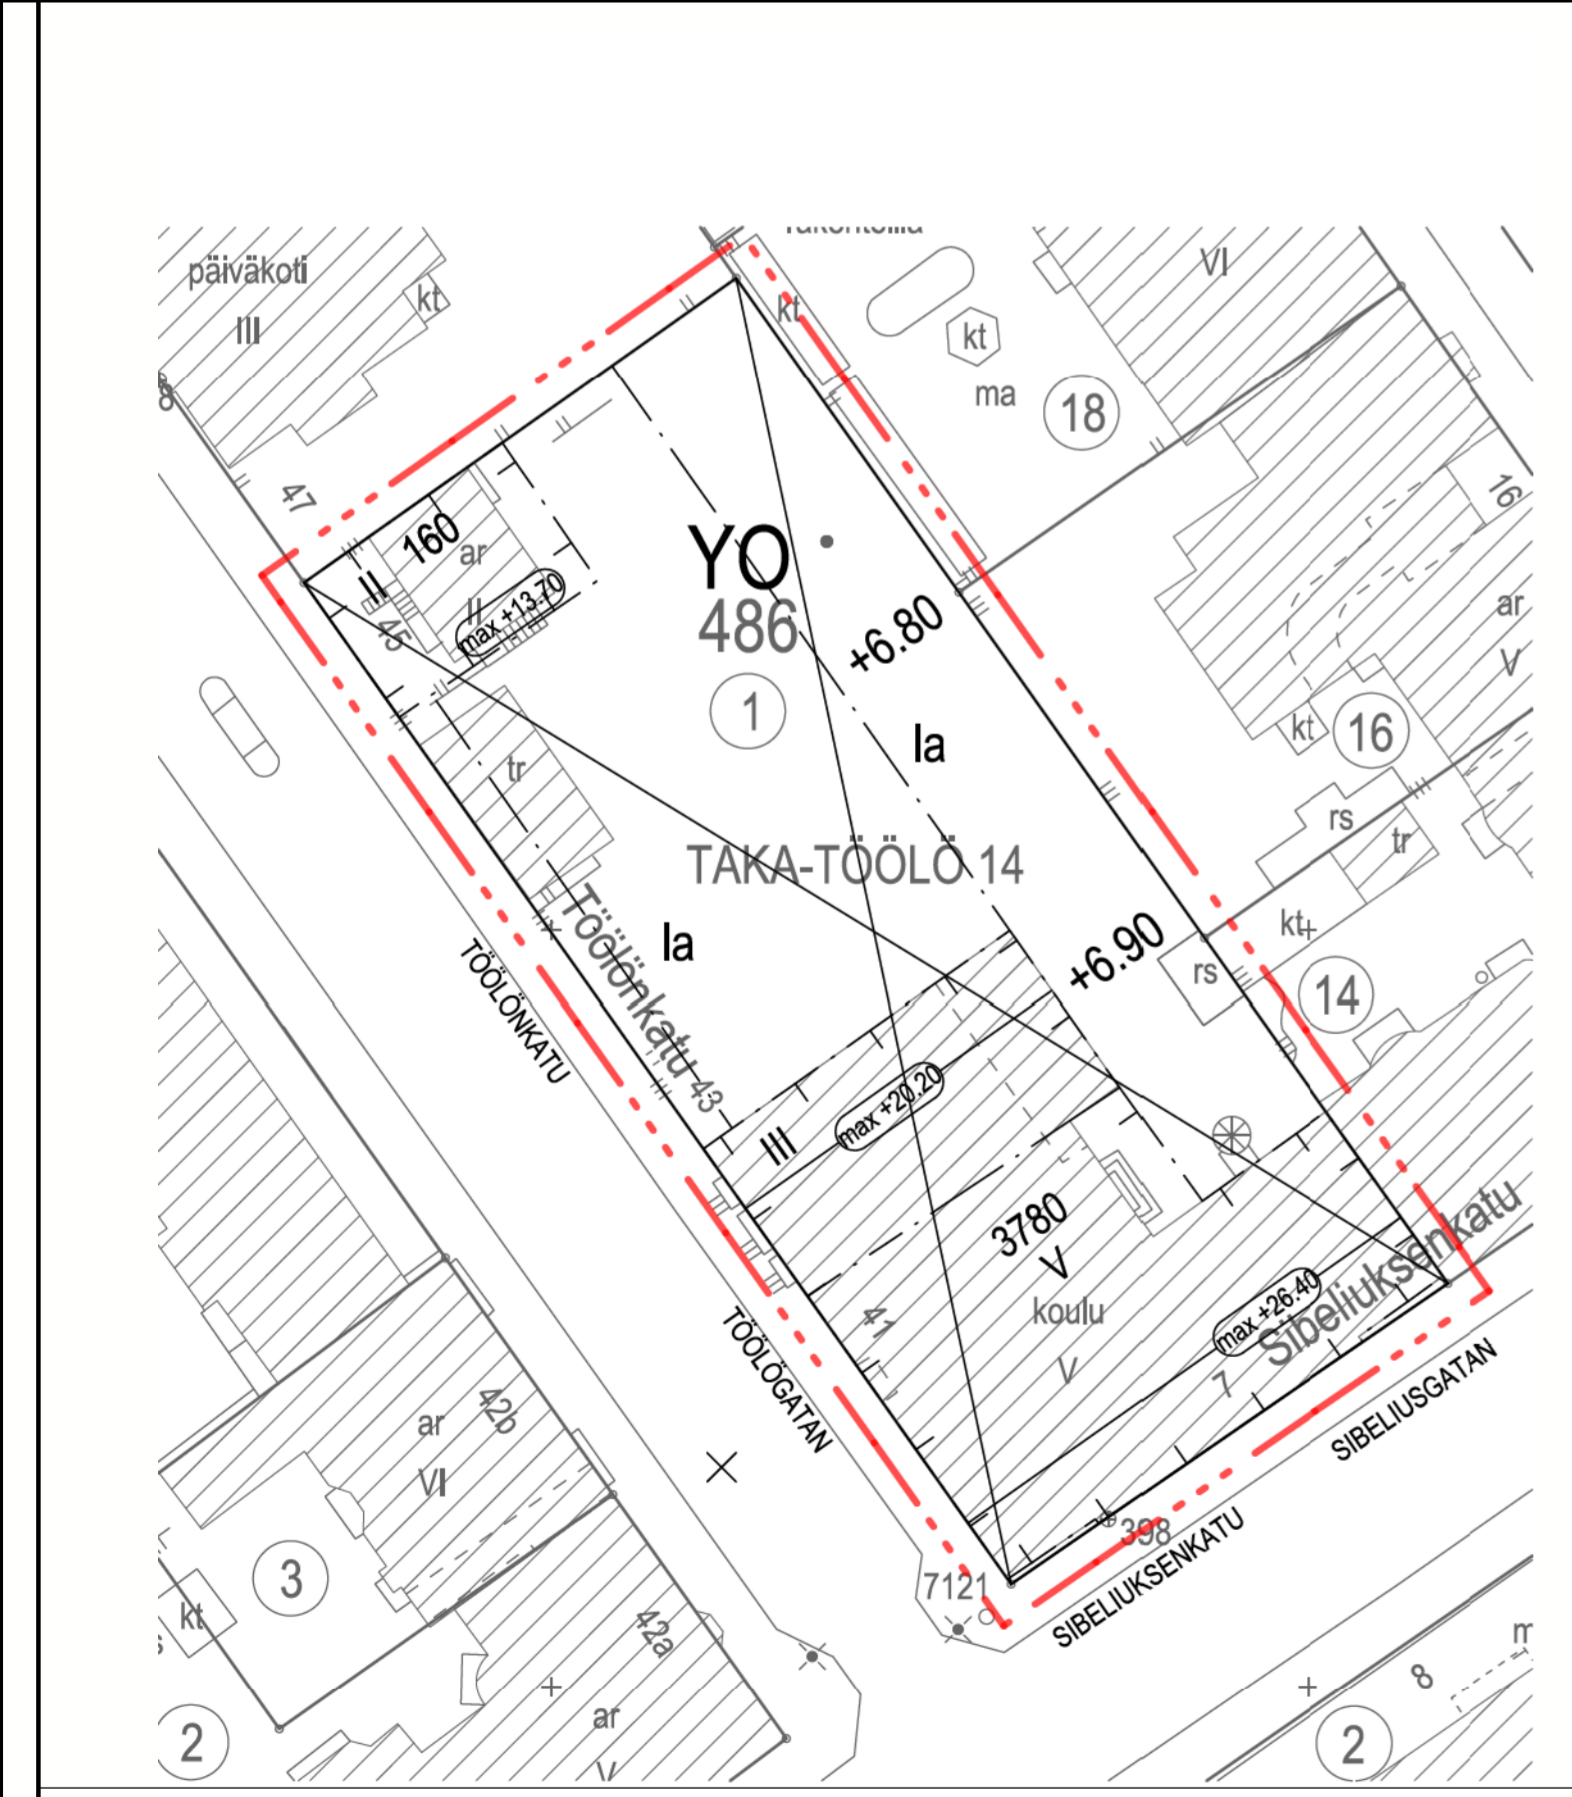 päiväkoti
III
kt
kt
kt
ma
18
VI
8
47
160
ar
II
II
45
max +13.70
YO
486
1
+6.80
la
16
ar
V
kt
16
tr
TAKA-TÖÖLÖ 14
rs
tr
la
Töölönkatu 43
TÖÖLÖNKATU
+6.90
kt
rs
14
III
max +20.20
3780
V
koulu
V
41
max +26.40
Sibeliuksenkatu
7
TÖÖLÖGATAN
SIBELIUSGATAN
ar
VI
42b
398
SIBELIUKSENKATU
7121
3
kt
42a
ar
V
2
8
2
m